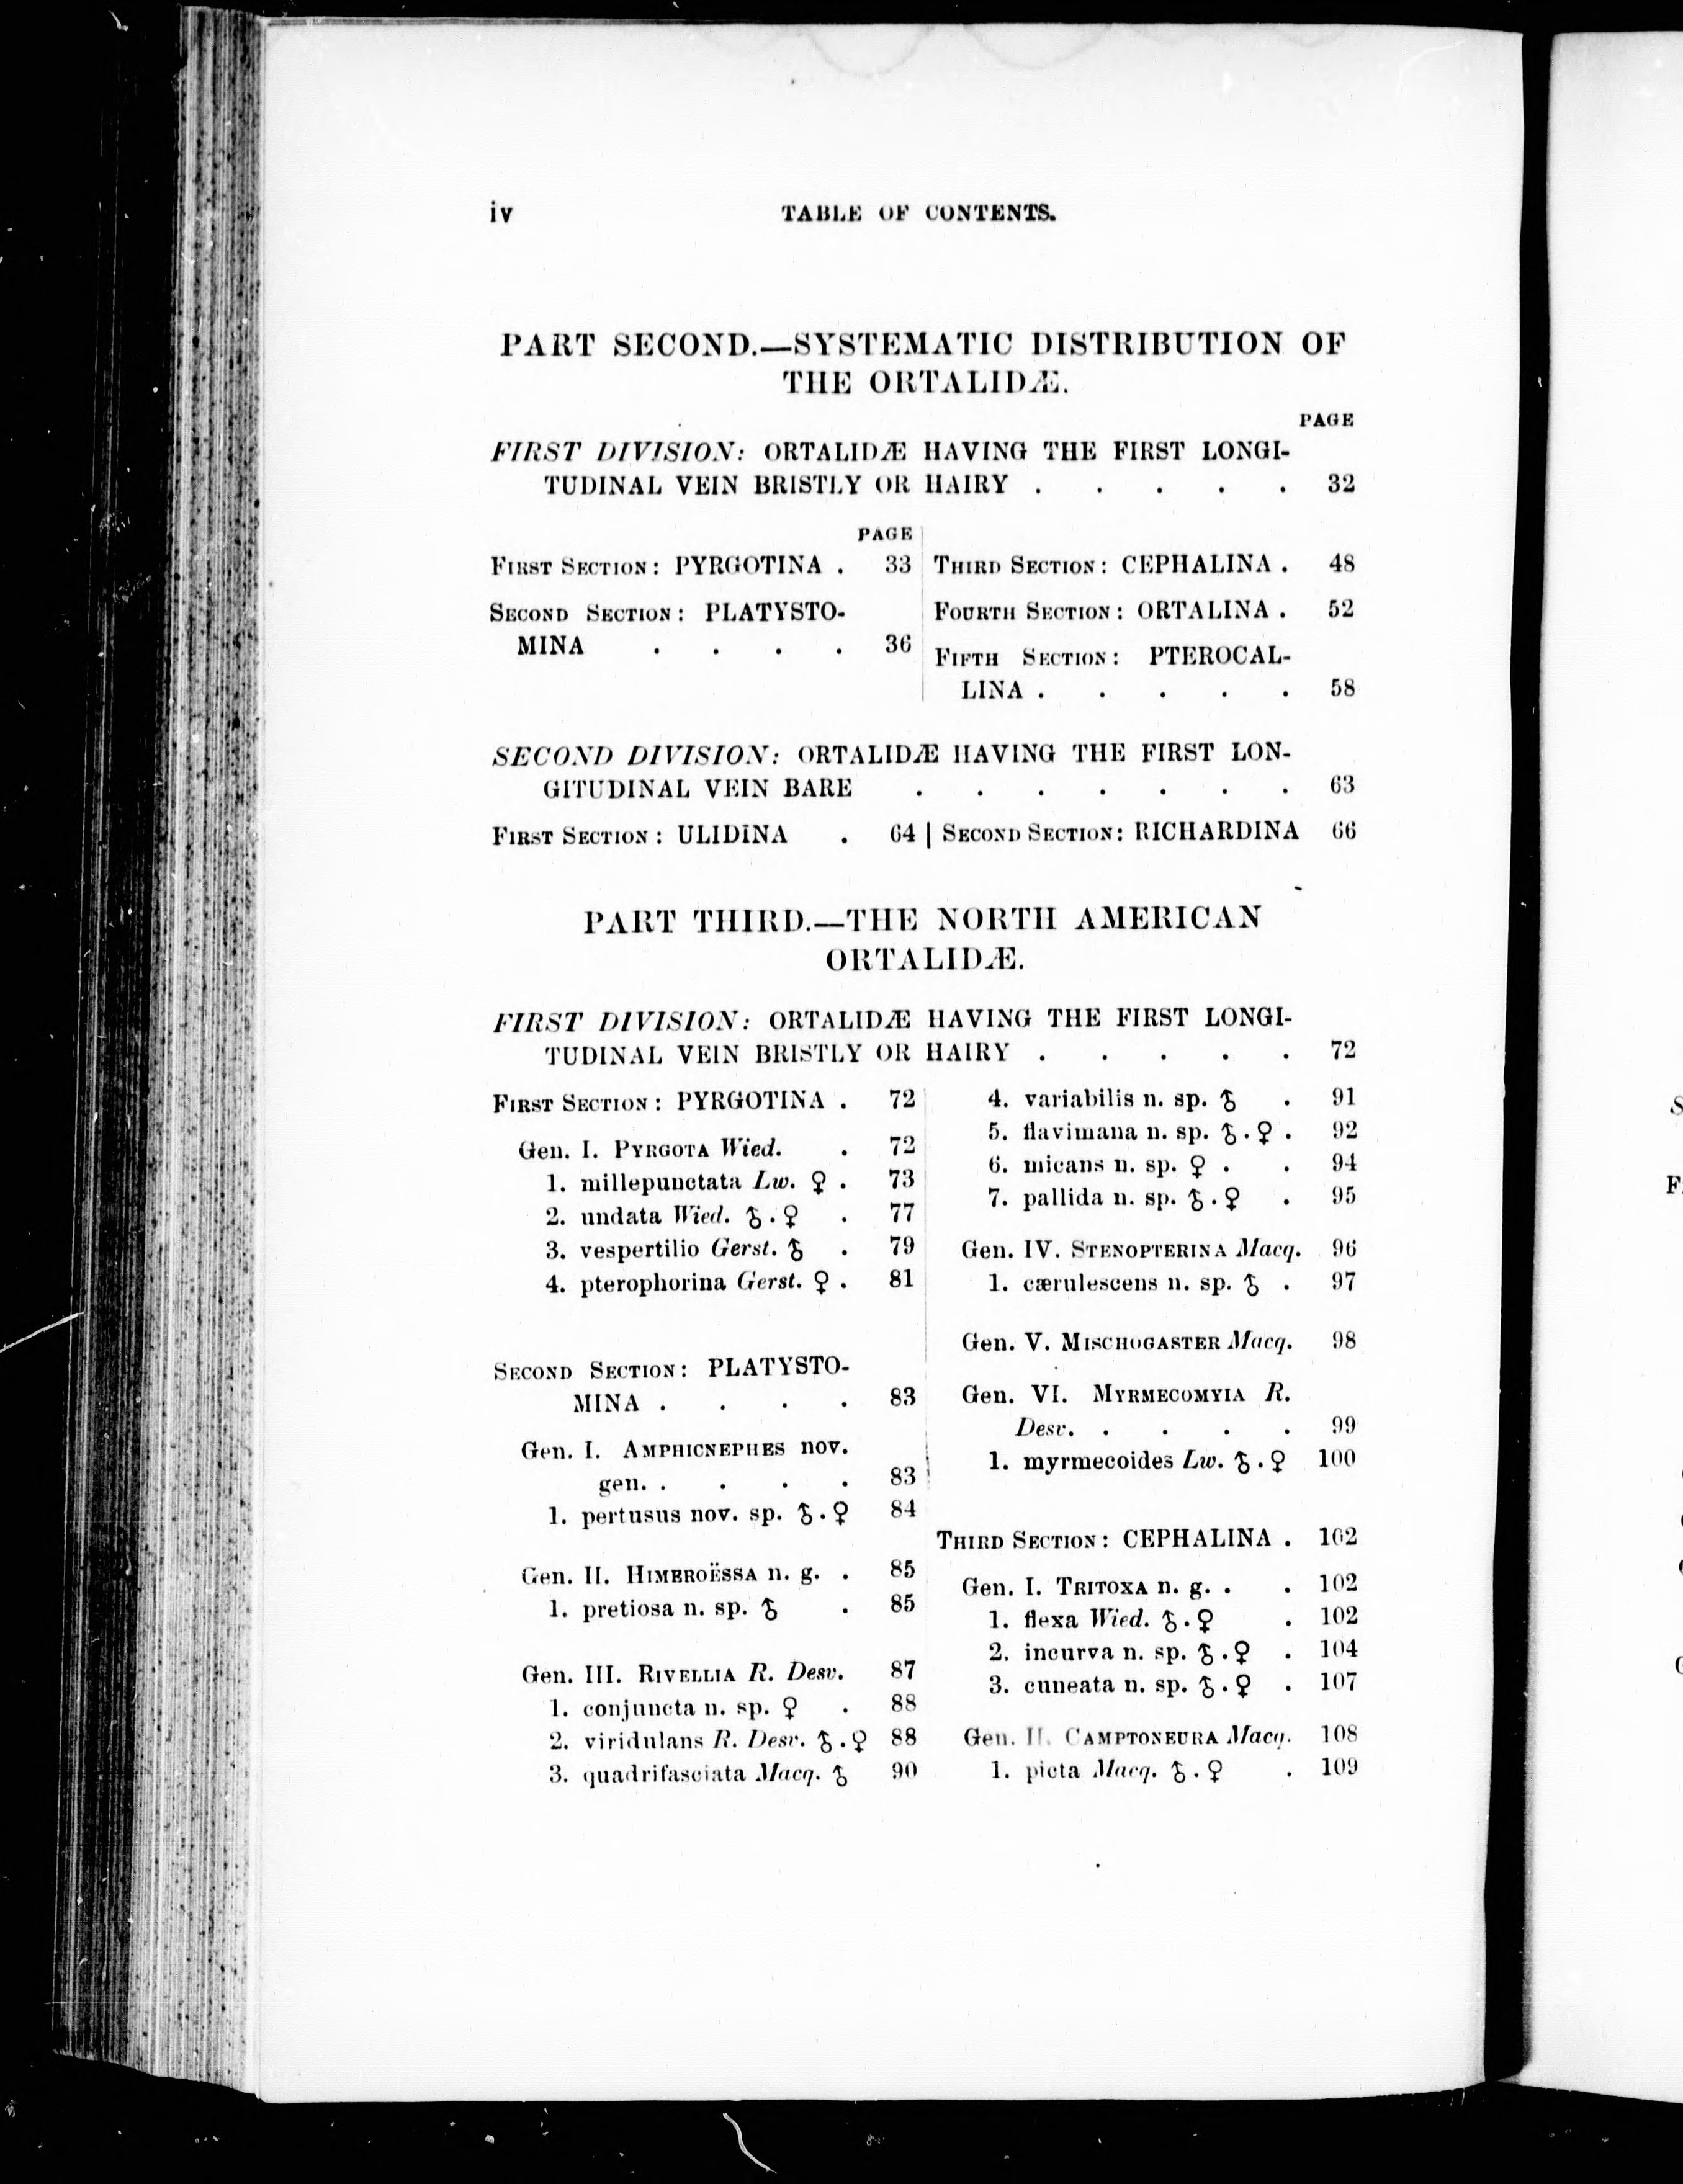 iv TABLE OF CONTENTS.
PART SECOND.—SYSTEMATIC DISTRIBUTION OF
THE ORTALIDÆ.
PAGE
FIRST DIVISION: ORTALIDÆ HAVING THE FIRST LONGI-
TUDINAL VEIN BRISTLY OR HAIRY . . . . . 32
PAGE
FIRST SECTION: PYRGOTINA . 33
SECOND SECTION: PLATYSTO-
MINA . . . . 36
THIRD SECTION: CEPHALINA . 48
FOURTH SECTION: ORTALINA . 52
FIFTH SECTION: PTEROCAL-
LINA . . . . . 58
SECOND DIVISION: ORTALIDÆ HAVING THE FIRST LON-
GITUDINAL VEIN BARE . . . . . . . 63
FIRST SECTION: ULIDINA . 64 | SECOND SECTION: RICHARDINA 66
PART THIRD.—THE NORTH AMERICAN
ORTALIDÆ.
FIRST DIVISION: ORTALIDÆ HAVING THE FIRST LONGI-
TUDINAL VEIN BRISTLY OR HAIRY . . . . . 72
FIRST SECTION: PYRGOTINA . 72
Gen. I. PYRGOTA Wied. . 72
1. millepunctata Lw. ♀ . 73
2. undata Wied. ♂.♀ . 77
3. vespertilio Gerst. ♂ . 79
4. pterophorina Gerst. ♀ . 81
SECOND SECTION: PLATYSTO-
MINA . . . . 83
Gen. I. AMPHICNEPHES nov.
gen. . . . . 83
1. pertusus nov. sp. ♂.♀ 84
Gen. II. HIMEROËSSA n. g. . 85
1. pretiosa n. sp. ♂ . 85
Gen. III. RIVELLIA R. Desv. 87
1. conjuncta n. sp. ♀ . 88
2. viridulans R. Desv. ♂.♀ 88
3. quadrifasciata Macq. ♂ 90
4. variabilis n. sp. ♂ . 91
5. flavimana n. sp. ♂.♀ . 92
6. micans n. sp. ♀ . . 94
7. pallida n. sp. ♂.♀ . 95
Gen. IV. STENOPTERINA Macq. 96
1. cærulescens n. sp. ♂ . 97
Gen. V. MISCHOGASTER Macq. 98
Gen. VI. MYRMECOMYIA R.
Desv. . . . . 99
1. myrmecoides Lw. ♂.♀ 100
THIRD SECTION: CEPHALINA . 102
Gen. I. TRITOXA n. g. . . 102
1. flexa Wied. ♂.♀ . 102
2. incurva n. sp. ♂.♀ . 104
3. cuneata n. sp. ♂.♀ . 107
Gen. II. CAMPTONEURA Macq. 108
1. picta Macq. ♂.♀ . 109